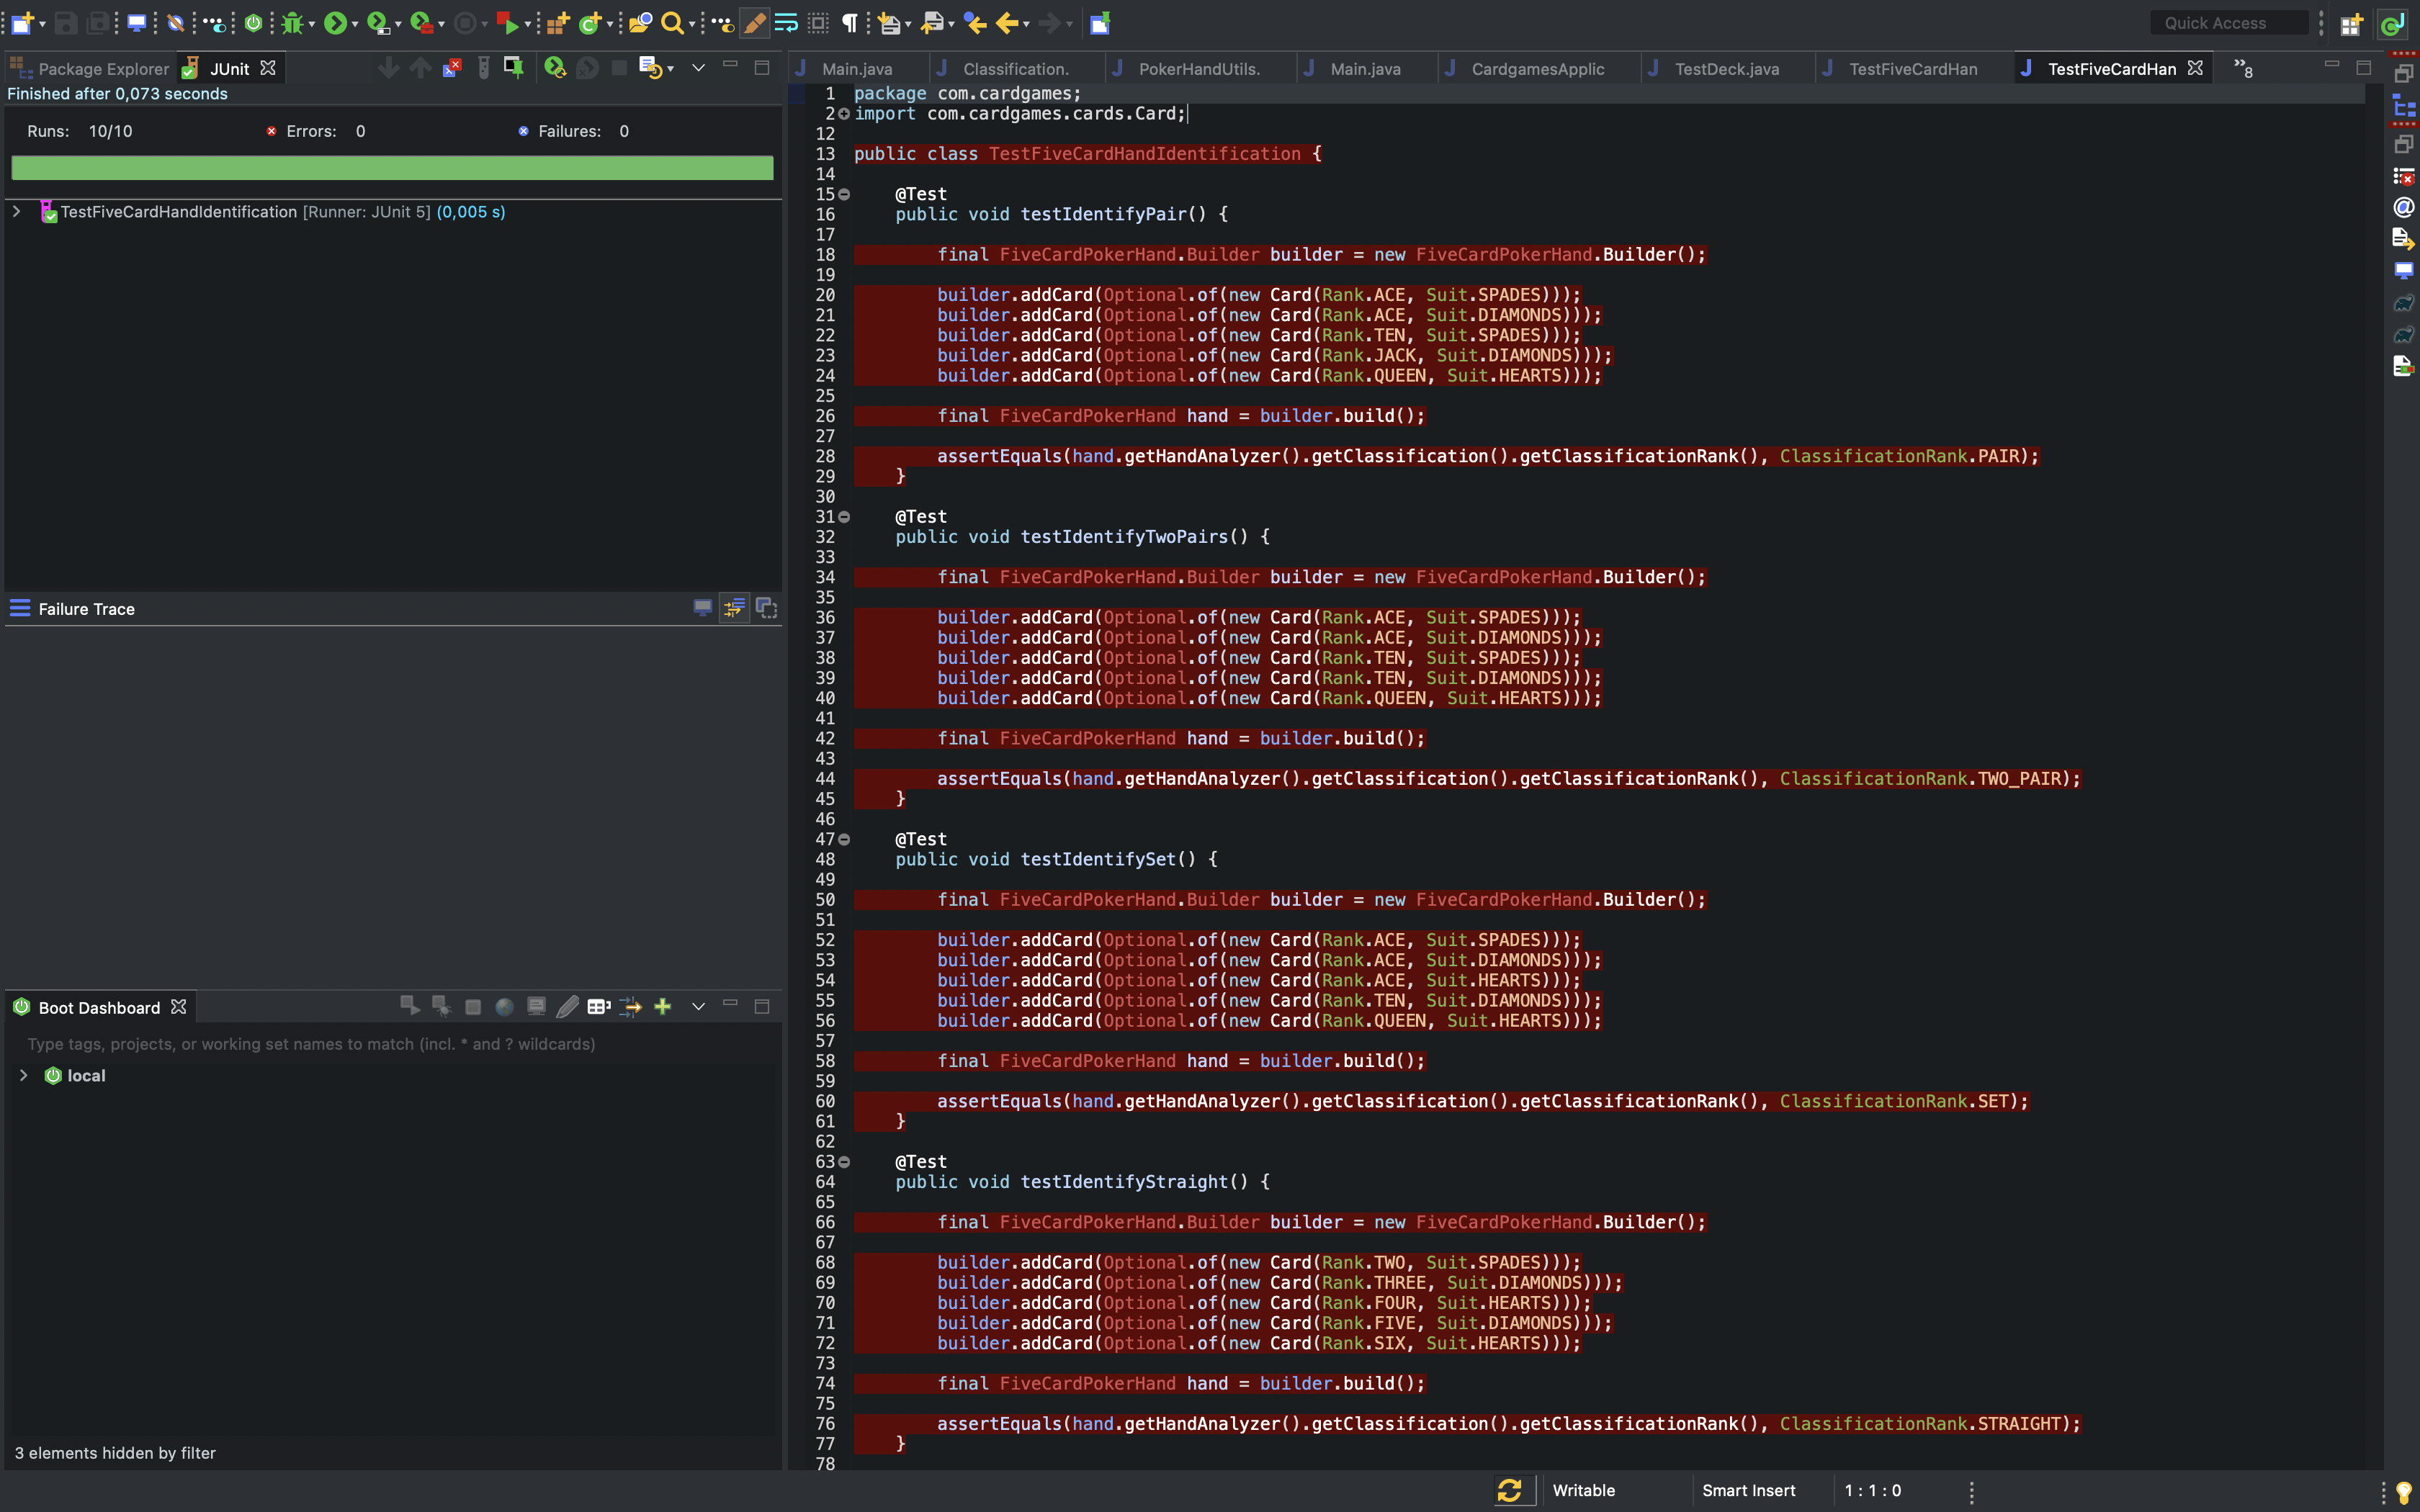 Quick Access
Package Explorer
JUnit
Finished after 0,073 seconds
Runs: 10/10
Errors: 0
Failures: 0
TestFiveCardHandIdentification [Runner: JUnit 5] (0,005 s)
Failure Trace
Boot Dashboard
Type tags, projects, or working set names to match (incl. * and ? wildcards)
local
3 elements hidden by filter
Main.java
Classification.
PokerHandUtils.
Main.java
CardgamesApplic
TestDeck.java
TestFiveCardHan
TestFiveCardHan
»8
1 package com.cardgames;
2 import com.cardgames.cards.Card;
12
13 public class TestFiveCardHandIdentification {
14
15 @Test
16 public void testIdentifyPair() {
17
18 final FiveCardPokerHand.Builder builder = new FiveCardPokerHand.Builder();
19
20 builder.addCard(Optional.of(new Card(Rank.ACE, Suit.SPADES)));
21 builder.addCard(Optional.of(new Card(Rank.ACE, Suit.DIAMONDS)));
22 builder.addCard(Optional.of(new Card(Rank.TEN, Suit.SPADES)));
23 builder.addCard(Optional.of(new Card(Rank.JACK, Suit.DIAMONDS)));
24 builder.addCard(Optional.of(new Card(Rank.QUEEN, Suit.HEARTS)));
25
26 final FiveCardPokerHand hand = builder.build();
27
28 assertEquals(hand.getHandAnalyzer().getClassification().getClassificationRank(), ClassificationRank.PAIR);
29 }
30
31 @Test
32 public void testIdentifyTwoPairs() {
33
34 final FiveCardPokerHand.Builder builder = new FiveCardPokerHand.Builder();
35
36 builder.addCard(Optional.of(new Card(Rank.ACE, Suit.SPADES)));
37 builder.addCard(Optional.of(new Card(Rank.ACE, Suit.DIAMONDS)));
38 builder.addCard(Optional.of(new Card(Rank.TEN, Suit.SPADES)));
39 builder.addCard(Optional.of(new Card(Rank.TEN, Suit.DIAMONDS)));
40 builder.addCard(Optional.of(new Card(Rank.QUEEN, Suit.HEARTS)));
41
42 final FiveCardPokerHand hand = builder.build();
43
44 assertEquals(hand.getHandAnalyzer().getClassification().getClassificationRank(), ClassificationRank.TWO_PAIR);
45 }
46
47 @Test
48 public void testIdentifySet() {
49
50 final FiveCardPokerHand.Builder builder = new FiveCardPokerHand.Builder();
51
52 builder.addCard(Optional.of(new Card(Rank.ACE, Suit.SPADES)));
53 builder.addCard(Optional.of(new Card(Rank.ACE, Suit.DIAMONDS)));
54 builder.addCard(Optional.of(new Card(Rank.ACE, Suit.HEARTS)));
55 builder.addCard(Optional.of(new Card(Rank.TEN, Suit.DIAMONDS)));
56 builder.addCard(Optional.of(new Card(Rank.QUEEN, Suit.HEARTS)));
57
58 final FiveCardPokerHand hand = builder.build();
59
60 assertEquals(hand.getHandAnalyzer().getClassification().getClassificationRank(), ClassificationRank.SET);
61 }
62
63 @Test
64 public void testIdentifyStraight() {
65
66 final FiveCardPokerHand.Builder builder = new FiveCardPokerHand.Builder();
67
68 builder.addCard(Optional.of(new Card(Rank.TWO, Suit.SPADES)));
69 builder.addCard(Optional.of(new Card(Rank.THREE, Suit.DIAMONDS)));
70 builder.addCard(Optional.of(new Card(Rank.FOUR, Suit.HEARTS)));
71 builder.addCard(Optional.of(new Card(Rank.FIVE, Suit.DIAMONDS)));
72 builder.addCard(Optional.of(new Card(Rank.SIX, Suit.HEARTS)));
73
74 final FiveCardPokerHand hand = builder.build();
75
76 assertEquals(hand.getHandAnalyzer().getClassification().getClassificationRank(), ClassificationRank.STRAIGHT);
77 }
78
Writable
Smart Insert
1 : 1 : 0